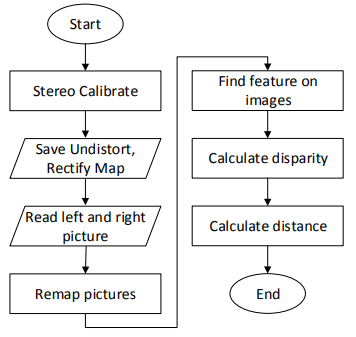 Start
Stereo Calibrate
Save Undistort,
Rectify Map
Read left and right
picture
Remap pictures
Find feature on
images
Calculate disparity
Calculate distance
End